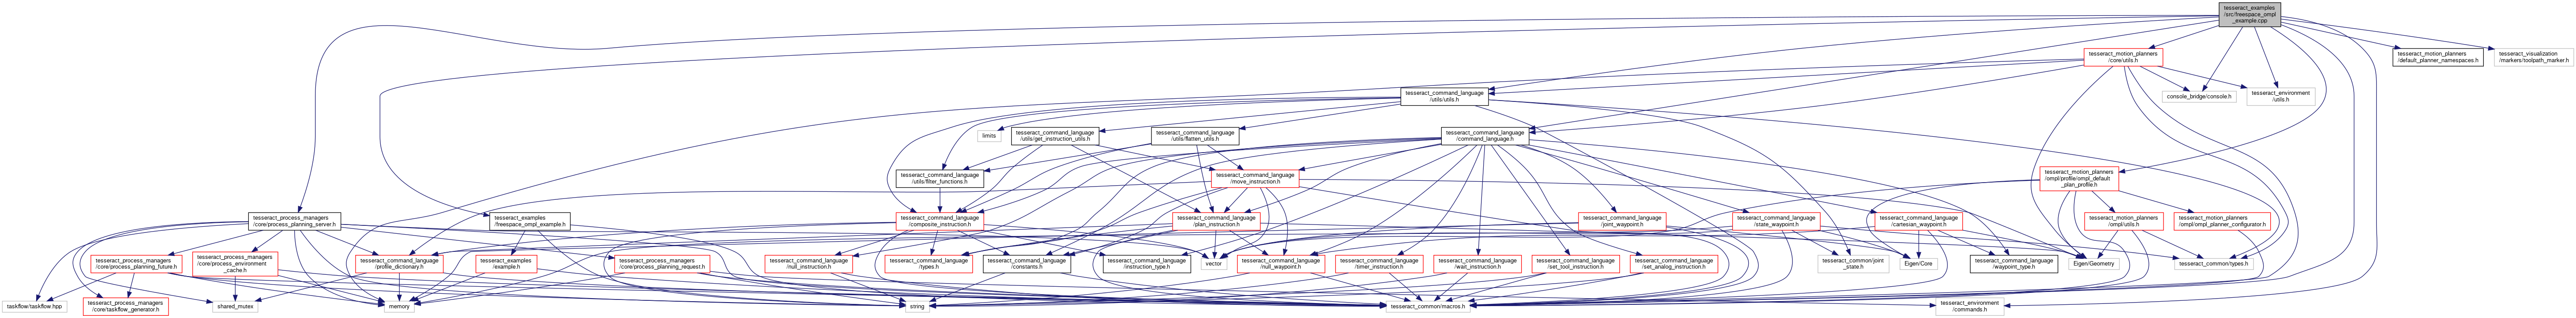 tesseract_examples
/src/freespace_ompl
_example.cpp
tesseract_motion_planners
/core/utils.h
tesseract_motion_planners
/default_planner_namespaces.h
tesseract_visualization
/markers/toolpath_marker.h
tesseract_command_language
/utils/utils.h
console_bridge/console.h
tesseract_environment
/utils.h
limits
tesseract_command_language
/utils/get_instruction_utils.h
tesseract_command_language
/utils/flatten_utils.h
tesseract_command_language
/command_language.h
tesseract_command_language
/utils/filter_functions.h
tesseract_command_language
/move_instruction.h
tesseract_motion_planners
/ompl/profile/ompl_default
_plan_profile.h
tesseract_process_managers
/core/process_planning_server.h
tesseract_examples
/freespace_ompl_example.h
tesseract_command_language
/composite_instruction.h
tesseract_command_language
/plan_instruction.h
tesseract_command_language
/joint_waypoint.h
tesseract_command_language
/state_waypoint.h
tesseract_command_language
/cartesian_waypoint.h
tesseract_motion_planners
/ompl/utils.h
tesseract_motion_planners
/ompl/ompl_planner_configurator.h
tesseract_process_managers
/core/process_planning_future.h
tesseract_process_managers
/core/process_environment
_cache.h
tesseract_command_language
/profile_dictionary.h
tesseract_examples
/example.h
tesseract_process_managers
/core/process_planning_request.h
tesseract_command_language
/null_instruction.h
tesseract_command_language
/types.h
tesseract_command_language
/constants.h
tesseract_command_language
/instruction_type.h
vector
tesseract_command_language
/null_waypoint.h
tesseract_command_language
/timer_instruction.h
tesseract_command_language
/wait_instruction.h
tesseract_command_language
/set_tool_instruction.h
tesseract_command_language
/set_analog_instruction.h
tesseract_common/joint
_state.h
Eigen/Core
tesseract_command_language
/waypoint_type.h
Eigen/Geometry
tesseract_common/types.h
taskflow/taskflow.hpp
tesseract_process_managers
/core/taskflow_generator.h
shared_mutex
memory
string
tesseract_common/macros.h
tesseract_environment
/commands.h